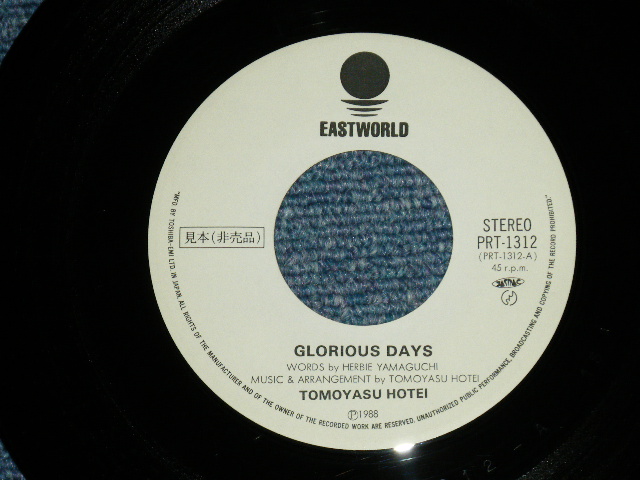 EASTWORLD
見本(非売品)
STEREO
PRT-1312
(PRT-1312-A)
45 r.p.m.
JASRAC
GLORIOUS DAYS
WORDS by HERBIE YAMAGUCHI
MUSIC & ARRANGEMENT by TOMOYASU HOTEI
TOMOYASU HOTEI
Ⓟ1988
"MFD BY TOSHIBA-EMI LTD. IN JAPAN. ALL RIGHTS OF THE MANUFACTURER AND OF THE OWNER OF THE RECORDED WORK ARE RESERVED. UNAUTHORIZED PUBLIC PERFORMANCE, BROADCASTING AND COPYING OF THE RECORD PROHIBITED."